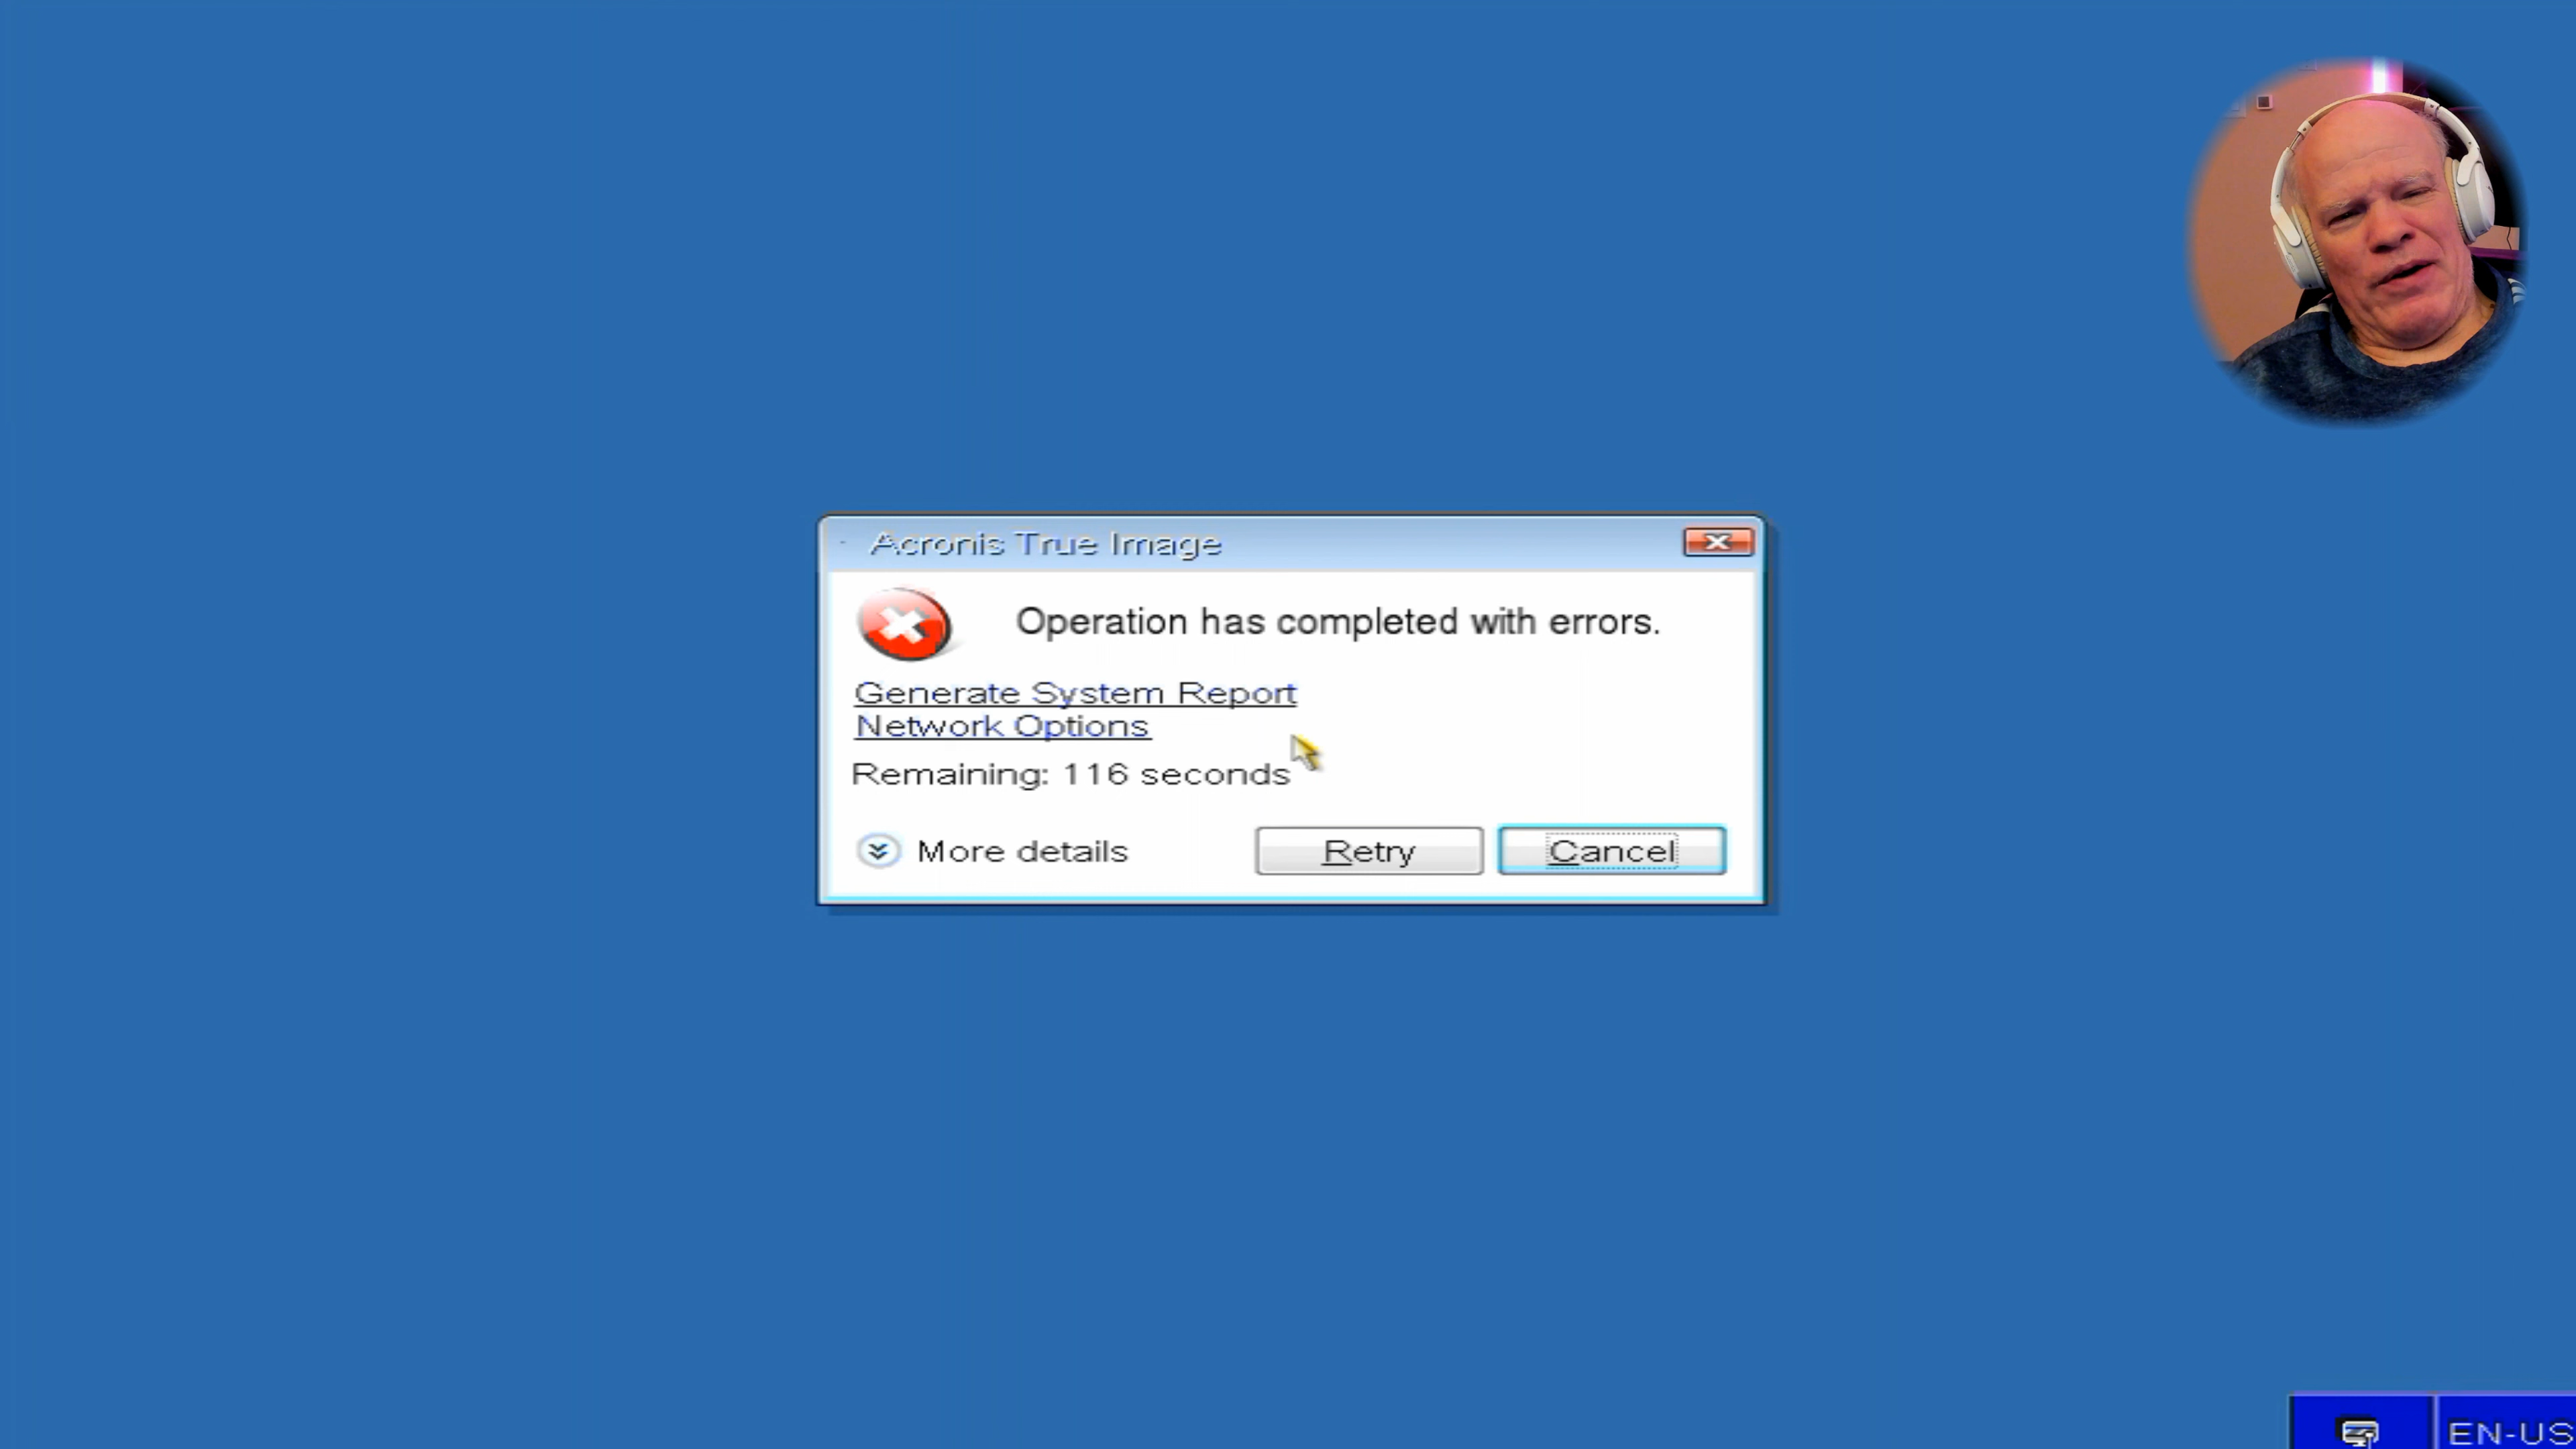 Acronis True Image
Operation has completed with errors.
Generate System Report
Network Options
Remaining: 116 seconds
More details
Retry
Cancel
EN-US